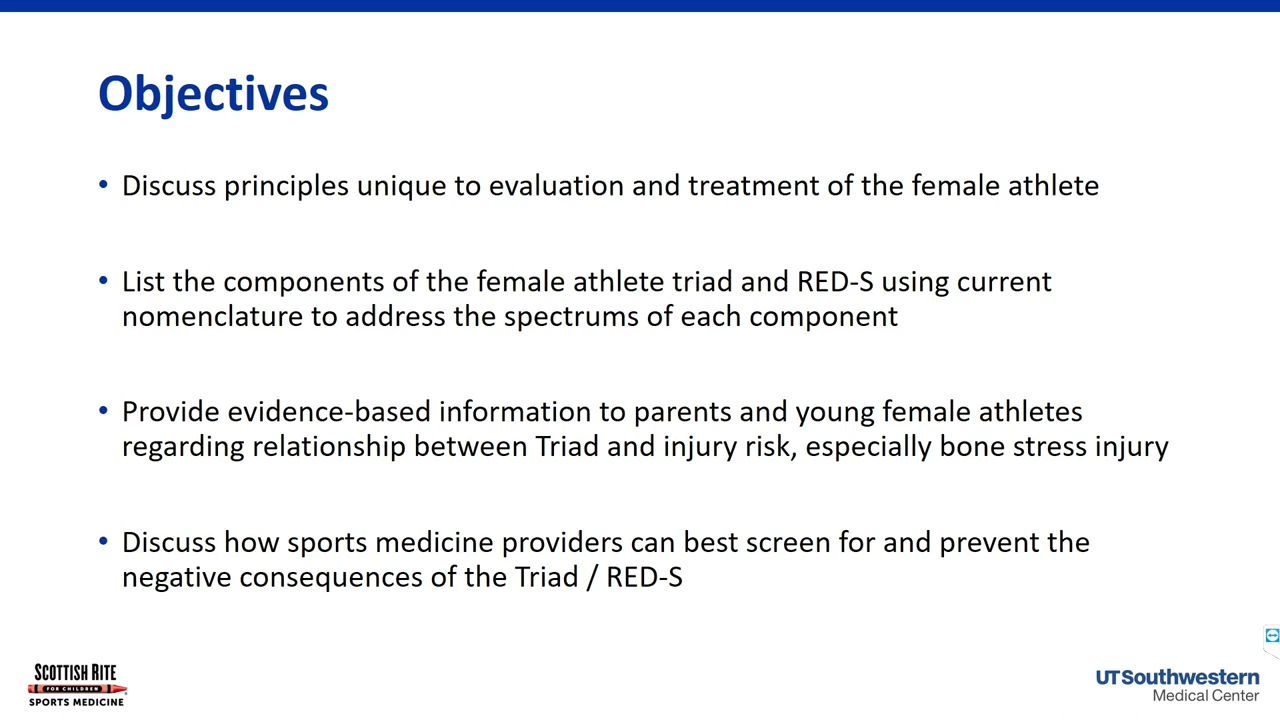 Objectives
• Discuss principles unique to evaluation and treatment of the female athlete
• List the components of the female athlete triad and RED-S using current
nomenclature to address the spectrums of each component
• Provide evidence-based information to parents and young female athletes
regarding relationship between Triad and injury risk, especially bone stress injury
• Discuss how sports medicine providers can best screen for and prevent the
negative consequences of the Triad / RED-S
SCOTTISH RITE
FOR CHILDREN
SPORTS MEDICINE
UT Southwestern
Medical Center